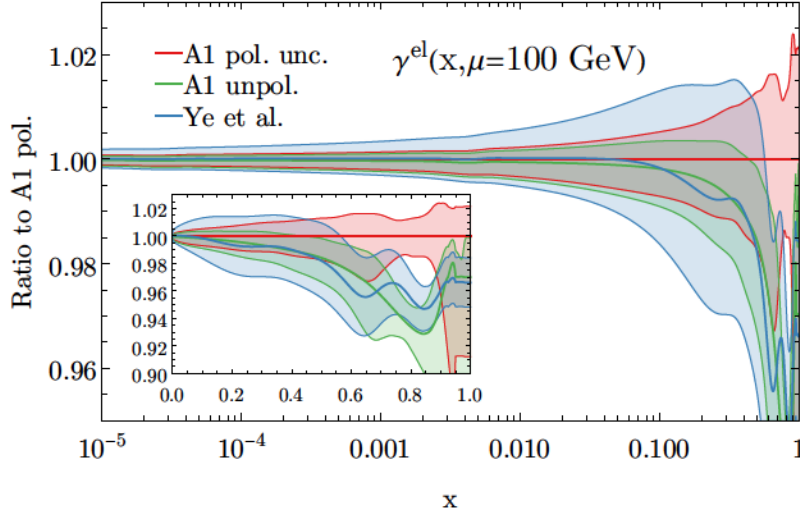 1.02
1.00
0.98
0.96
Ratio to A1 pol.
A1 pol. unc.
A1 unpol.
Ye et al.
γ^el(x,μ=100 GeV)
1.02
1.00
0.98
0.96
0.94
0.92
0.90
0.0 0.2 0.4 0.6 0.8 1.0
10^-5 10^-4 0.001 0.010 0.100 1
x